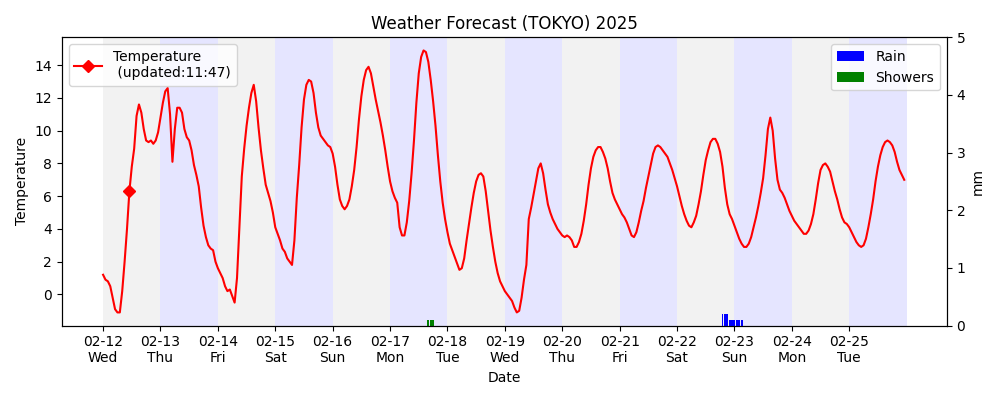 Weather Forecast (TOKYO) 2025
Temperature
(updated:11:47)
Rain
Showers
Temperature
14
12
10
8
6
4
2
0
5
4
3
2
1
0
mm
02-12 02-13 02-14 02-15 02-16 02-17 02-18 02-19 02-20 02-21 02-22 02-23 02-24 02-25
Wed Thu Fri Sat Sun Mon Tue Wed Thu Fri Sat Sun Mon Tue
Date